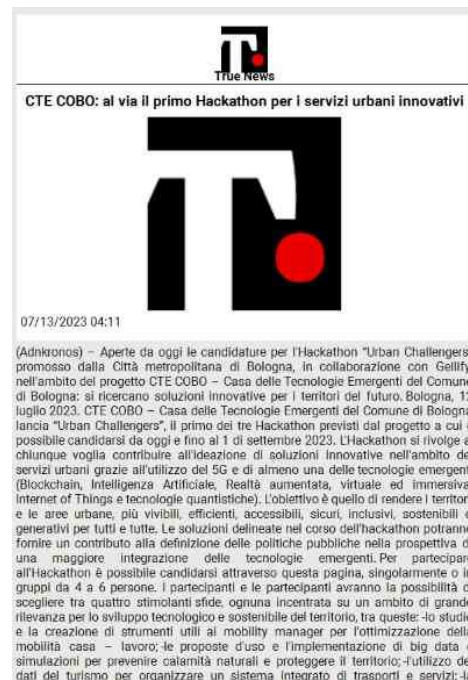 True News
CTE COBO: al via il primo Hackathon per i servizi urbani innovativi
07/13/2023 04:11
(Adnkronos) – Aperte da oggi le candidature per l'Hackathon "Urban Challengers
promosso dalla Città metropolitana di Bologna, in collaborazione con Gellify
nell'ambito del progetto CTE COBO – Casa delle Tecnologie Emergenti del Comune
di Bologna: si ricercano soluzioni innovative per i territori del futuro. Bologna, 12
luglio 2023. CTE COBO – Casa delle Tecnologie Emergenti del Comune di Bologna
lancia "Urban Challengers", il primo dei tre Hackathon previsti dal progetto a cui
possibile candidarsi da oggi e fino al 1 di settembre 2023. L'Hackathon si rivolge a
chiunque voglia contribuire all'ideazione di soluzioni innovative nell'ambito dei
servizi urbani grazie all'utilizzo del 5G e di almeno una delle tecnologie emergenti
(Blockchain, Intelligenza Artificiale, Realtà aumentata, virtuale ed immersiva,
Internet of Things e tecnologie quantistiche). L'obiettivo è quello di rendere i territor
e le aree urbane, più vivibili, efficienti, accessibili, sicuri, inclusivi, sostenibili
generativi per tutti e tutte. Le soluzioni delineate nel corso dell'hackathon potranno
fornire un contributo alla definizione delle politiche pubbliche nella prospettiva d
una maggiore integrazione delle tecnologie emergenti. Per partecipare
all'Hackathon è possibile candidarsi attraverso questa pagina, singolarmente o in
gruppi da 4 a 6 persone. I partecipanti e le partecipanti avranno la possibilità d
scegliere tra quattro stimolanti sfide, ognuna incentrata su un ambito di grande
rilevanza per lo sviluppo tecnologico e sostenibile del territorio, tra queste: -lo studio
e la creazione di strumenti utili ai mobility manager per l'ottimizzazione della
mobilità casa – lavoro; -le proposte d'uso e l'implementazione di big data
simulazioni per prevenire calamità naturali e proteggere il territorio; -l'utilizzo de
dati del turismo per organizzare un sistema integrato di trasporti e servizi; -la